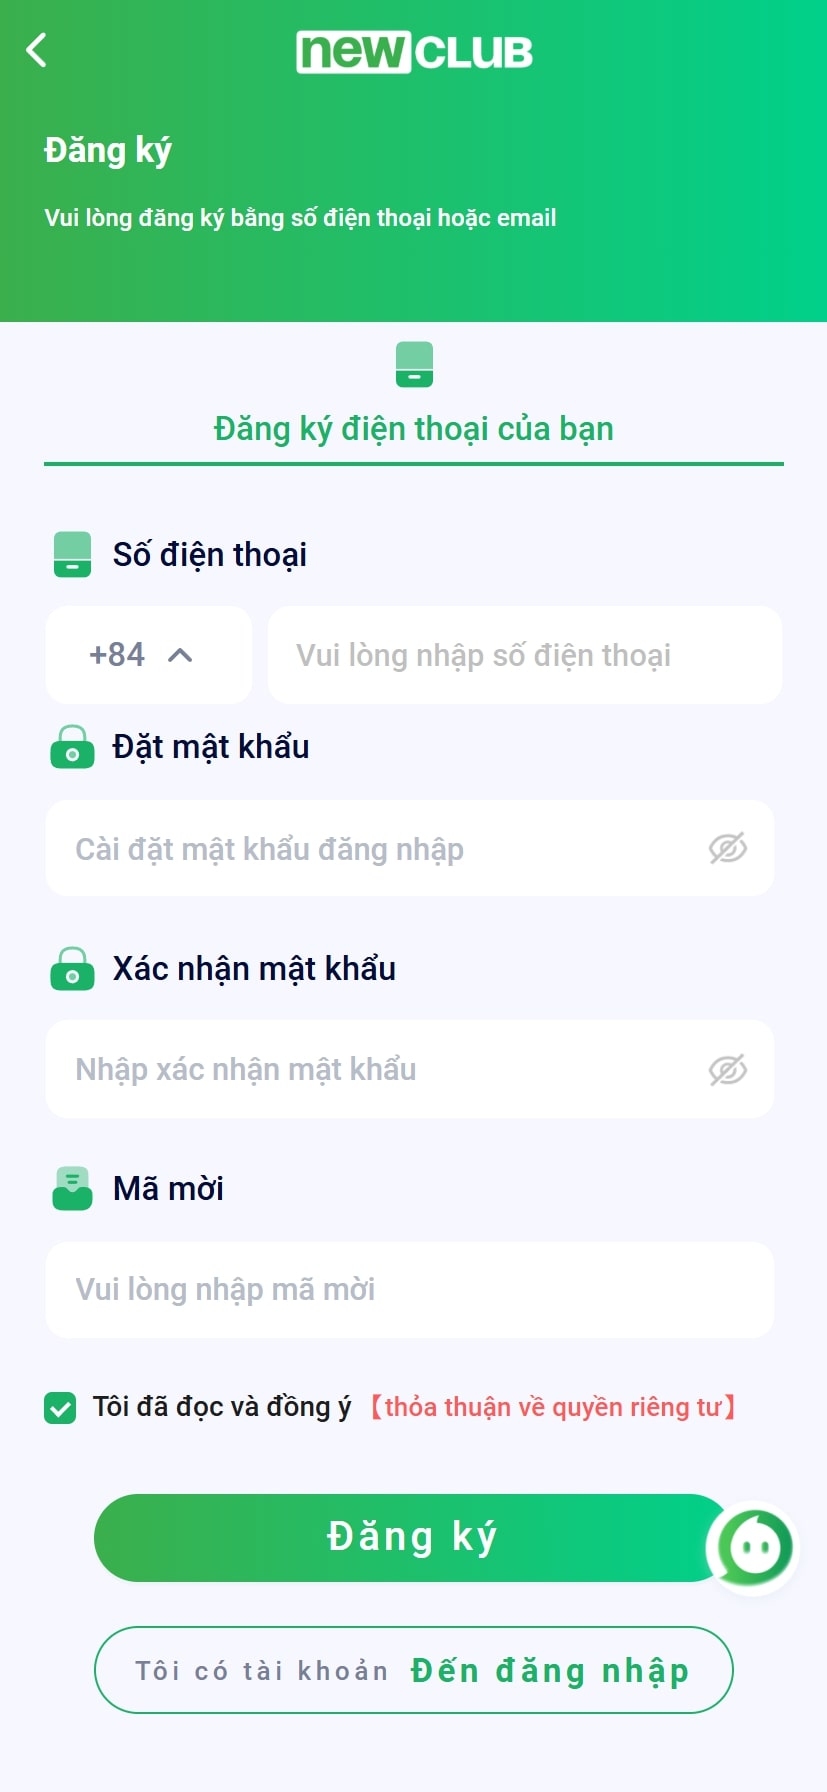 new CLUB
Đăng ký
Vui lòng đăng ký bằng số điện thoại hoặc email
Đăng ký điện thoại của bạn
Số điện thoại
+84 Vui lòng nhập số điện thoại
Đặt mật khẩu
Cài đặt mật khẩu đăng nhập
Xác nhận mật khẩu
Nhập xác nhận mật khẩu
Mã mời
Vui lòng nhập mã mời
Tôi đã đọc và đồng ý 【thỏa thuận về quyền riêng tư】
Đăng ký
Tôi có tài khoản Đến đăng nhập